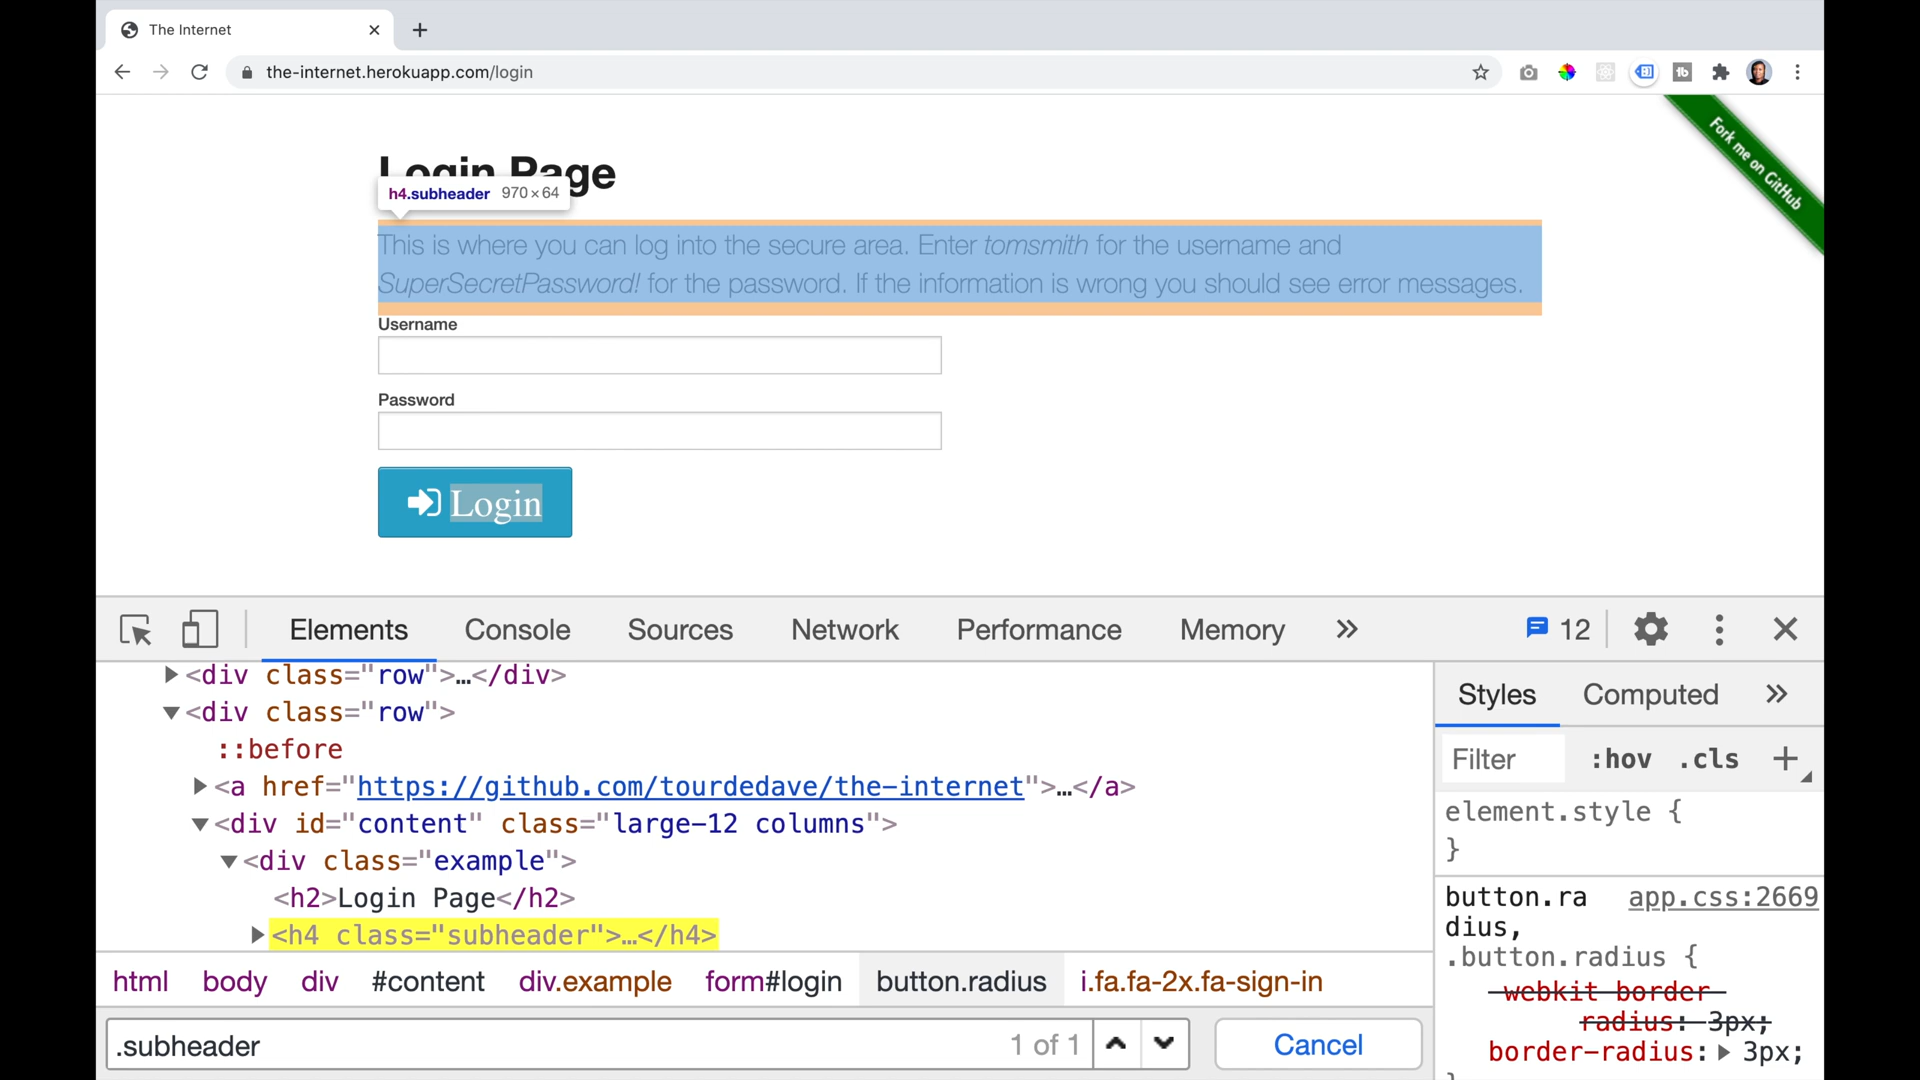 The Internet
the-internet.herokuapp.com/login
Fork me on GitHub
Login Page
h4.subheader 970×64
This is where you can log into the secure area. Enter tomsmith for the username and
SuperSecretPassword! for the password. If the information is wrong you should see error messages.
Username
Password
Login
Elements Console Sources Network Performance Memory 12
<div class="row">…</div>
<div class="row">
::before
<a href="https://github.com/tourdedave/the-internet">…</a>
<div id="content" class="large-12 columns">
<div class="example">
<h2>Login Page</h2>
<h4 class="subheader">…</h4>
html body div #content div.example form#login button.radius i.fa.fa-2x.fa-sign-in
.subheader 1 of 1 Cancel
Styles Computed
Filter :hov .cls
element.style {
}
button.ra app.css:2669
dius,
.button.radius {
-webkit-border-
radius: 3px;
border-radius: 3px;
}